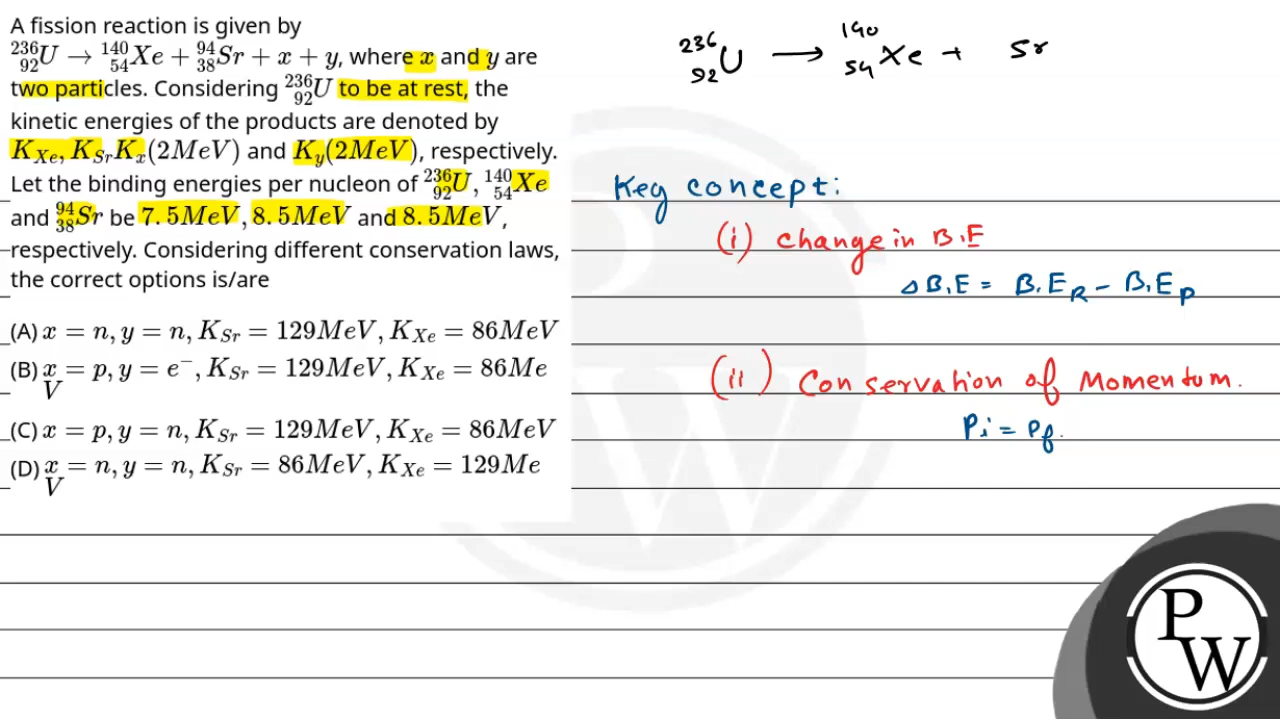 A fission reaction is given by
²³⁶₉₂U → ¹⁴⁰₅₄Xe + ⁹⁴₃₈Sr + x + y, where x and y are
two particles. Considering ²³⁶₉₂U to be at rest, the
kinetic energies of the products are denoted by
K_Xe, K_Sr K_x(2MeV) and K_y(2MeV), respectively.
Let the binding energies per nucleon of ²³⁶₉₂U, ¹⁴⁰₅₄Xe
and ⁹⁴₃₈Sr be 7.5MeV, 8.5MeV and 8.5MeV,
respectively. Considering different conservation laws,
the correct options is/are
(A) x = n, y = n, K_Sr = 129MeV, K_Xe = 86MeV
(B) x = p, y = e⁻, K_Sr = 129MeV, K_Xe = 86Me
V
(C) x = p, y = n, K_Sr = 129MeV, K_Xe = 86MeV
(D) x = n, y = n, K_Sr = 86MeV, K_Xe = 129Me
V
²³⁶₉₂U → ¹⁴⁰₅₄Xe + Sr
Key concept:
(i) change in B.E
ΔB.E = B.E_R - B.E_P
(ii) Conservation of Momentum.
Pi = Pf.
P
W